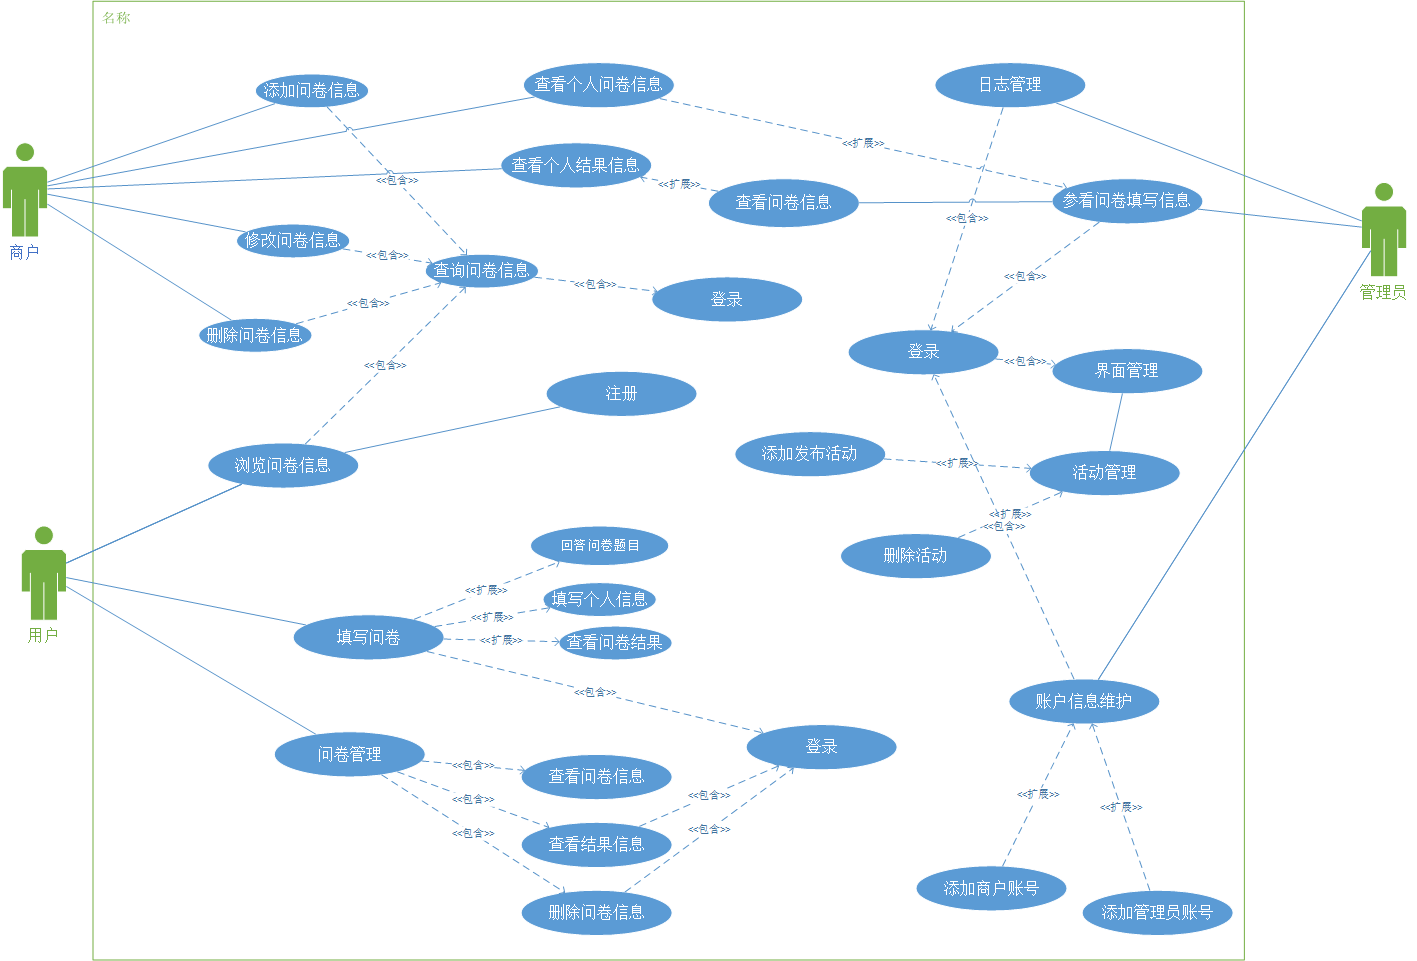 名称
添加问卷信息
查看个人问卷信息
日志管理
<<扩展>>
查看个人结果信息
<<包含>>
<<扩展>>
查看问卷信息
参看问卷填写信息
<<包含>>
商户
修改问卷信息
<<包含>>
查询问卷信息
<<包含>>
<<包含>>
管理员
登录
<<包含>>
删除问卷信息
登录
<<包含>>
<<包含>>
界面管理
注册
添加发布活动
<<扩展>>
活动管理
浏览问卷信息
<<扩展>>
<<包含>>
回答问卷题目
删除活动
<<扩展>>
填写个人信息
<<扩展>>
用户
填写问卷
<<扩展>>
查看问卷结果
<<包含>>
账户信息维护
问卷管理
登录
<<包含>>
查看问卷信息
<<包含>>
<<包含>>
<<扩展>>
<<扩展>>
<<包含>>
<<包含>>
查看结果信息
添加商户账号
删除问卷信息
添加管理员账号